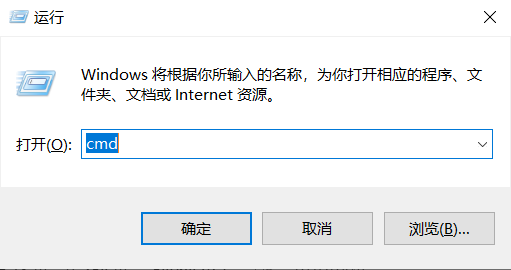 运行
Windows 将根据你所输入的名称，为你打开相应的程序、文
件夹、文档或 Internet 资源。
打开(O): cmd
确定 取消 浏览(B)...